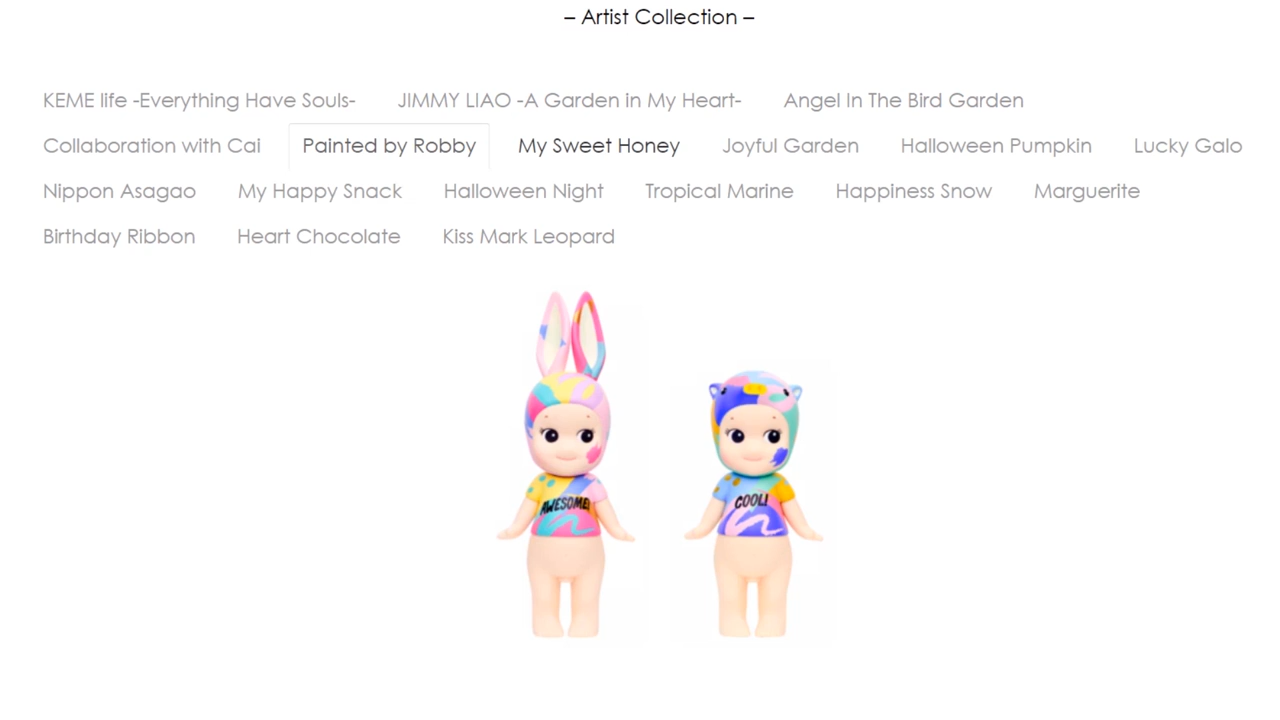 – Artist Collection –
KEME life -Everything Have Souls- JIMMY LIAO -A Garden in My Heart- Angel In The Bird Garden
Collaboration with Cai Painted by Robby My Sweet Honey Joyful Garden Halloween Pumpkin Lucky Galo
Nippon Asagao My Happy Snack Halloween Night Tropical Marine Happiness Snow Marguerite
Birthday Ribbon Heart Chocolate Kiss Mark Leopard
AWESOME!
COOL!